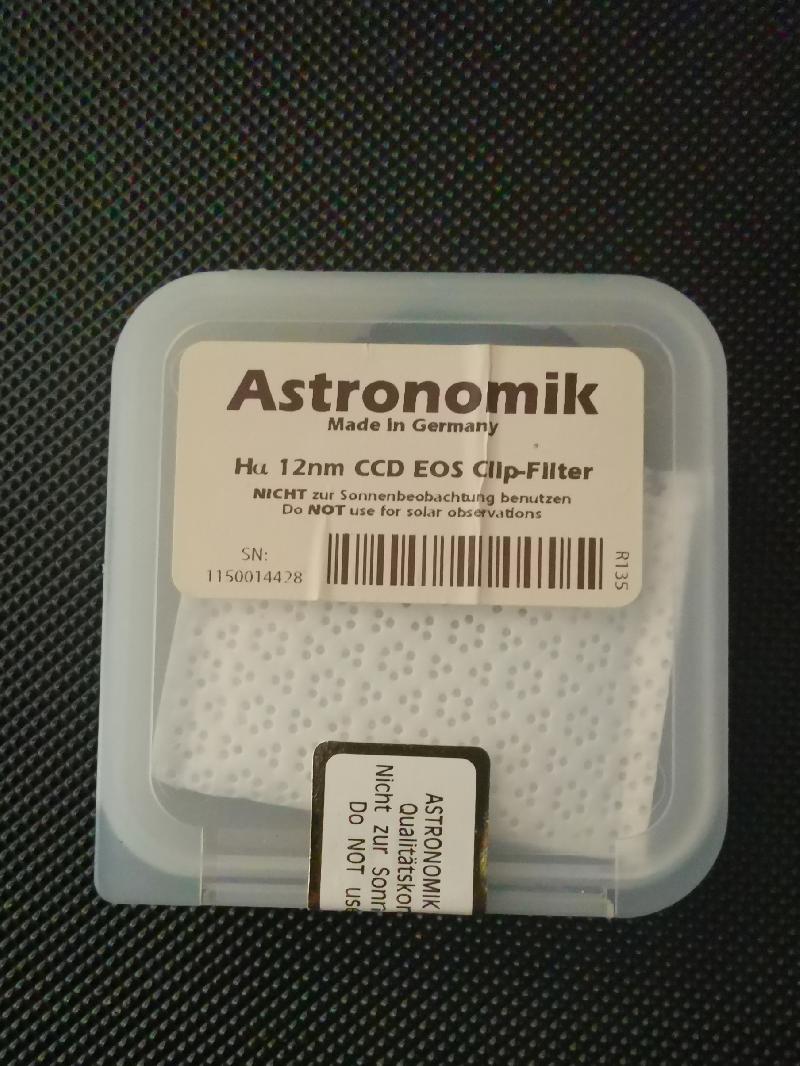 Astronomik
Made in Germany
Hα 12nm CCD EOS Clip-Filter
NICHT zur Sonnenbeobachtung benutzen
Do NOT use for solar observations
SN:
1150014428
R135
ASTRONOMIK
Qualitätskon
Nicht zur Sonn
Do NOT use